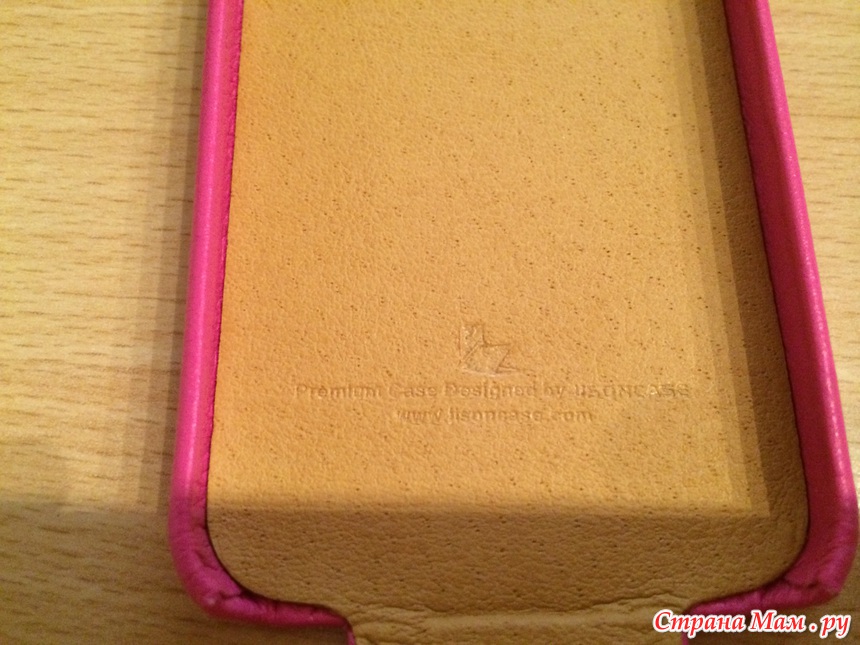 Premium Case Designed by JISONCASE
www.jisoncase.com
Страна Мам.ру